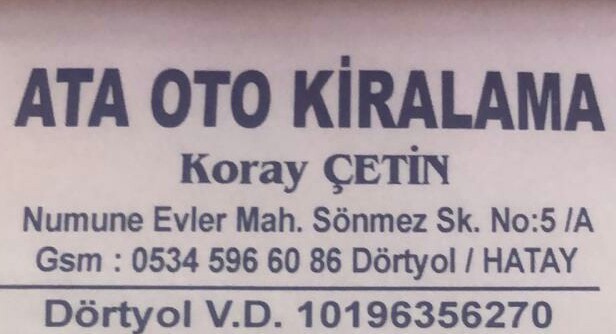 ATA OTO KİRALAMA
Koray ÇETİN
Numune Evler Mah. Sönmez Sk. No:5 /A
Gsm : 0534 596 60 86 Dörtyol / HATAY
Dörtyol V.D. 10196356270